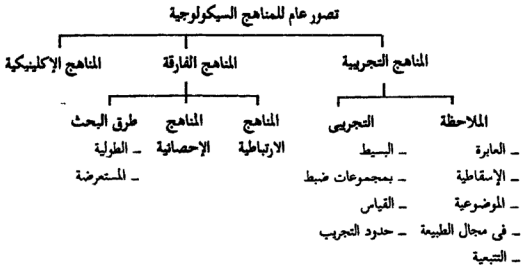 تصور عام للمناهج السيكولوجية
المناهج التجريبية
المناهج الفارقة
المناهج الإكلينيكية
الملاحظة
التجريبى
المناهج الارتباطية
المناهج الإحصائية
طرق البحث
ـ العابرة
ـ الإسقاطية
ـ الموضوعية
ـ فى مجال الطبيعة
ـ التتبعية
ـ البسيط
ـ بمجموعات ضبط
ـ القياس
ـ حدود التجريب
ـ الطولية
ـ المستعرضة